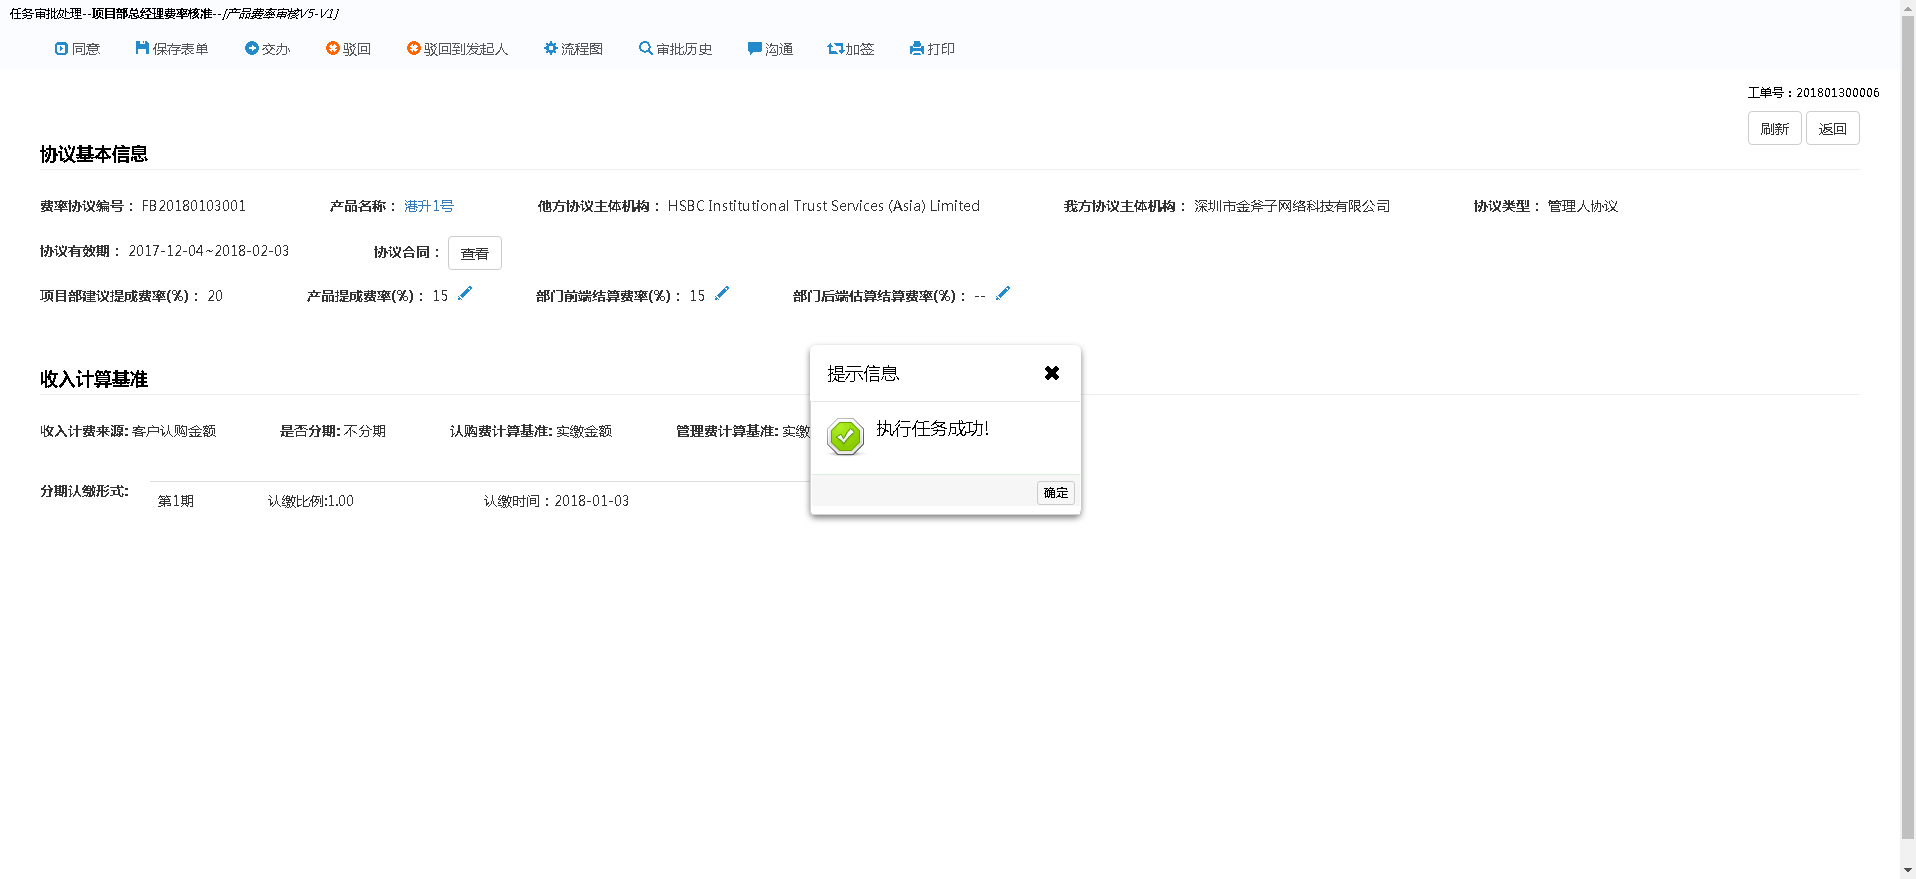 任务审批处理--项目部总经理费率核准--[产品费率审核V5-V1]
同意 保存表单 交办 驳回 驳回到发起人 流程图 审批历史 沟通 加签 打印
工单号：201801300006
刷新 返回
协议基本信息
费率协议编号： FB20180103001 产品名称： 港升1号 他方协议主体机构： HSBC Institutional Trust Services (Asia) Limited 我方协议主体机构： 深圳市金斧子网络科技有限公司 协议类型： 管理人协议
协议有效期： 2017-12-04~2018-02-03 协议合同： 查看
项目部建议提成费率(%)： 20 产品提成费率(%)： 15 部门前端结算费率(%)： 15 部门后端估算结算费率(%)： --
收入计算基准
收入计费来源: 客户认购金额 是否分期: 不分期 认购费计算基准: 实缴金额 管理费计算基准: 实缴
分期认缴形式: 第1期 认缴比例:1.00 认缴时间：2018-01-03
提示信息
执行任务成功!
确定